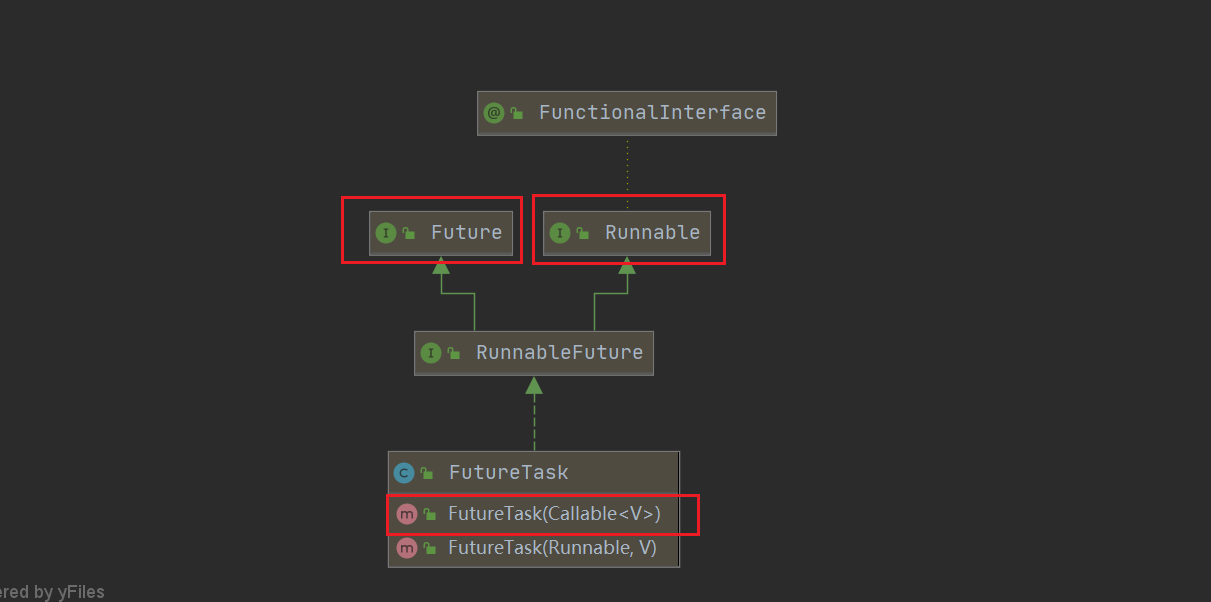 @ FunctionalInterface
I Future
I Runnable
I RunnableFuture
C FutureTask
m FutureTask(Callable<V>)
m FutureTask(Runnable, V)
ered by yFiles